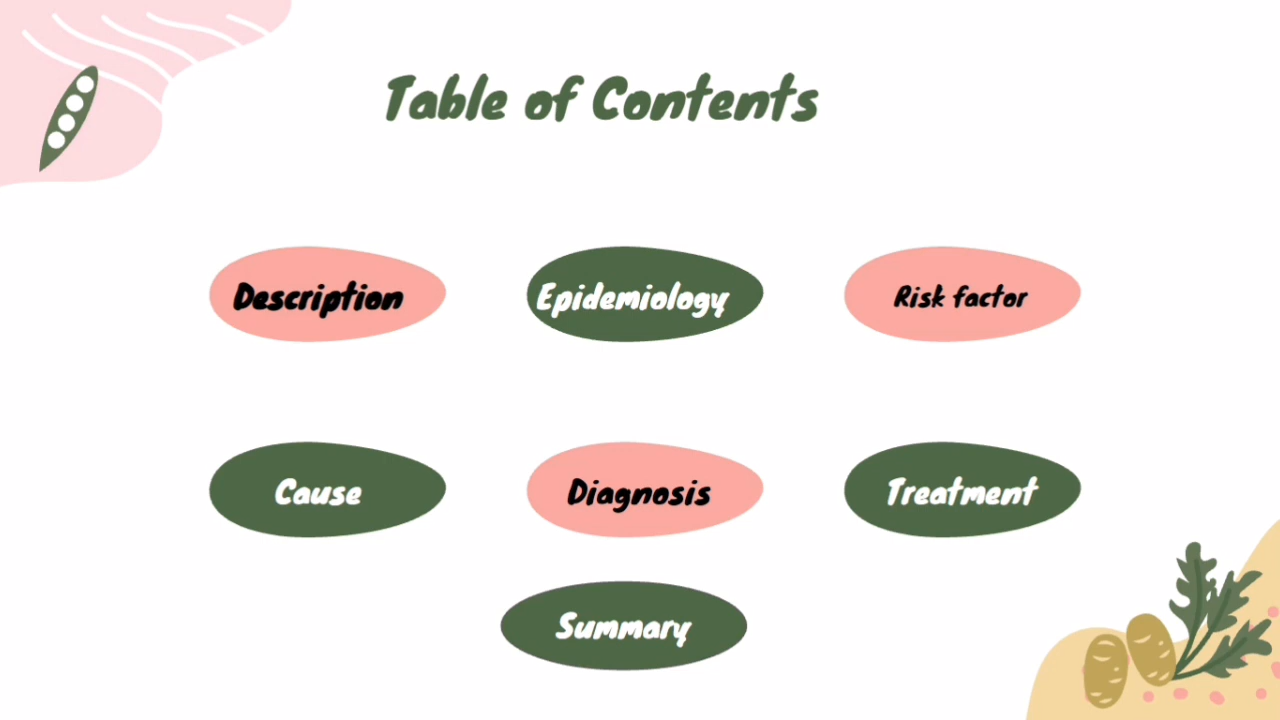 Table of Contents
Description
Epidemiology
Risk factor
Cause
Diagnosis
Treatment
Summary